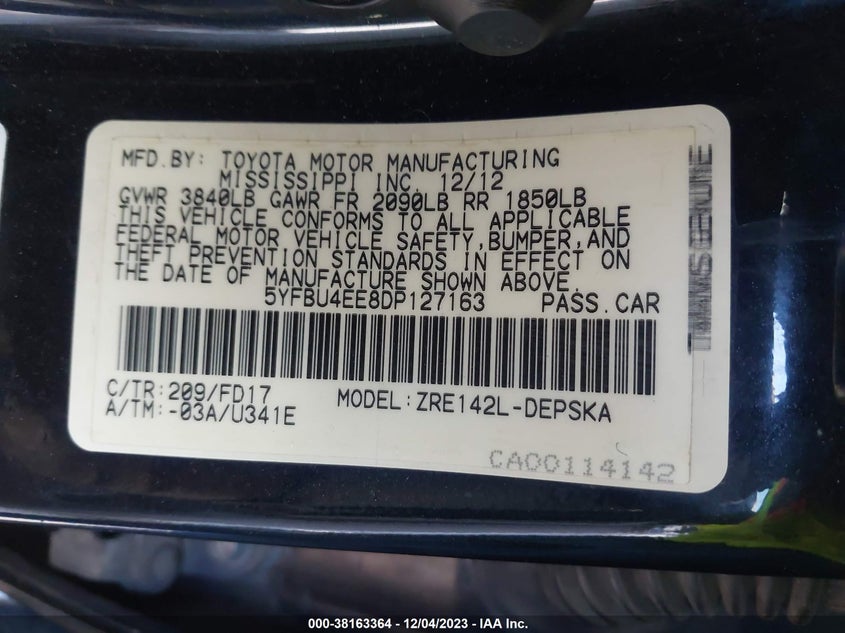 MFD.BY: TOYOTA MOTOR MANUFACTURING
MISSISSIPPI INC. 12/12
GVWR 3840LB GAWR FR 2090LB RR 1850LB
THIS VEHICLE CONFORMS TO ALL APPLICABLE
FEDERAL MOTOR VEHICLE SAFETY,BUMPER,AND
THEFT PREVENTION STANDARDS IN EFFECT ON
THE DATE OF MANUFACTURE SHOWN ABOVE.
5YFBU4EE8DP127163 PASS.CAR
C/TR:209/FD17
A/TM:-03A/U341E
MODEL:ZRE142L-DEPSKA
CA00114142
000-38163364 - 12/04/2023 - IAA Inc.